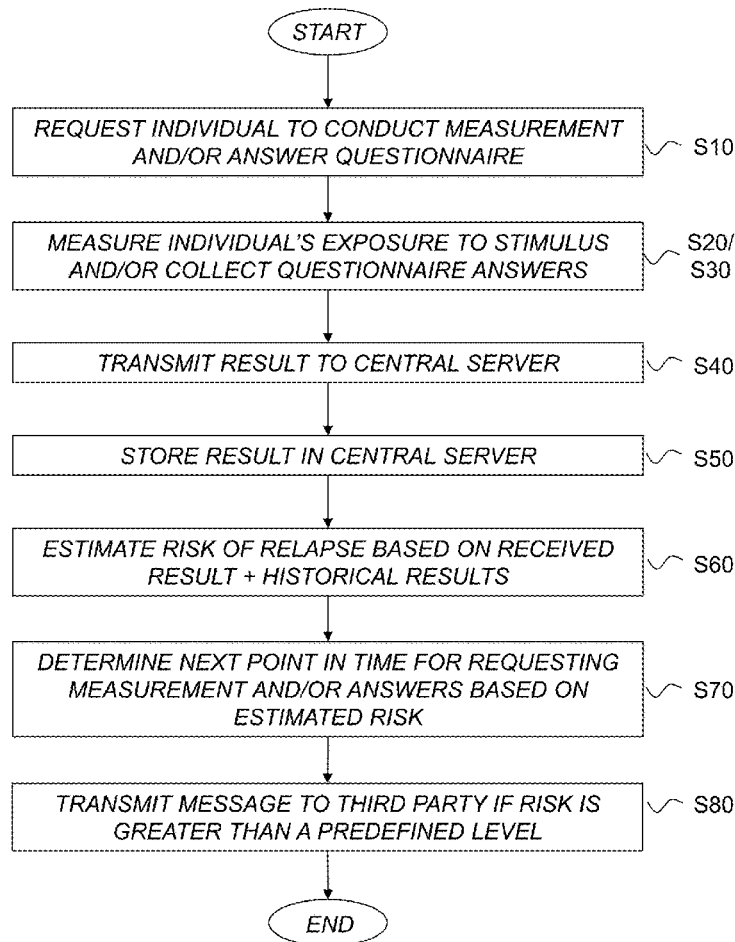 START
REQUEST INDIVIDUAL TO CONDUCT MEASUREMENT
AND/OR ANSWER QUESTIONNAIRE
S10
MEASURE INDIVIDUAL'S EXPOSURE TO STIMULUS
AND/OR COLLECT QUESTIONNAIRE ANSWERS
S20/
S30
TRANSMIT RESULT TO CENTRAL SERVER
S40
STORE RESULT IN CENTRAL SERVER
S50
ESTIMATE RISK OF RELAPSE BASED ON RECEIVED
RESULT + HISTORICAL RESULTS
S60
DETERMINE NEXT POINT IN TIME FOR REQUESTING
MEASUREMENT AND/OR ANSWERS BASED ON
ESTIMATED RISK
S70
TRANSMIT MESSAGE TO THIRD PARTY IF RISK IS
GREATER THAN A PREDEFINED LEVEL
S80
END